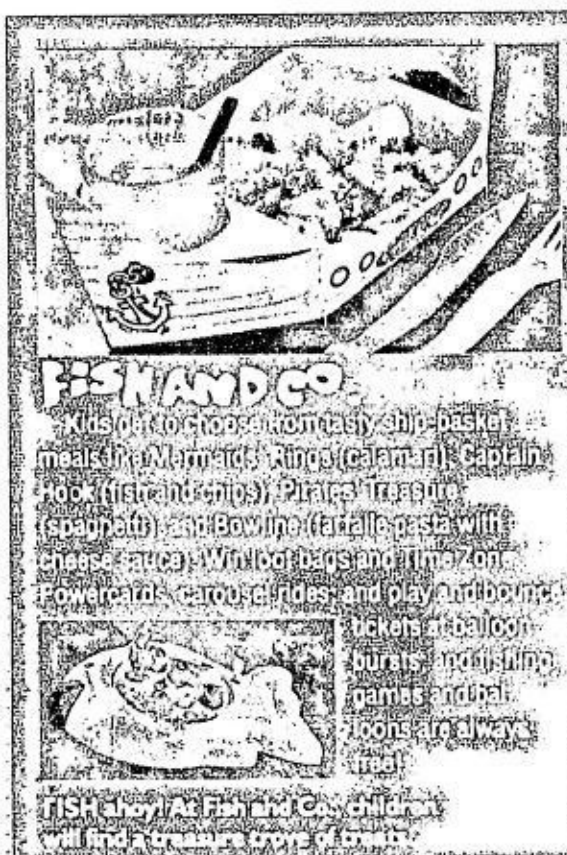 FiSH AND CO.
Kids get to choose from tasty ship-basket
meals like Mermaids' Rings (calamari), Captain
Hook (fish and chips), Pirates' Treasure
(spaghetti), and Bowline (farfalle pasta with
cheese sauce). Win loot bags and Time Zone
Powercards, carousel rides, and play and bounce
tickets at balloon
bursts, and fishing
games and bal-
loons are always
free!
FISH ahoy! At Fish and Co., children
will find a treasure trove of treats.